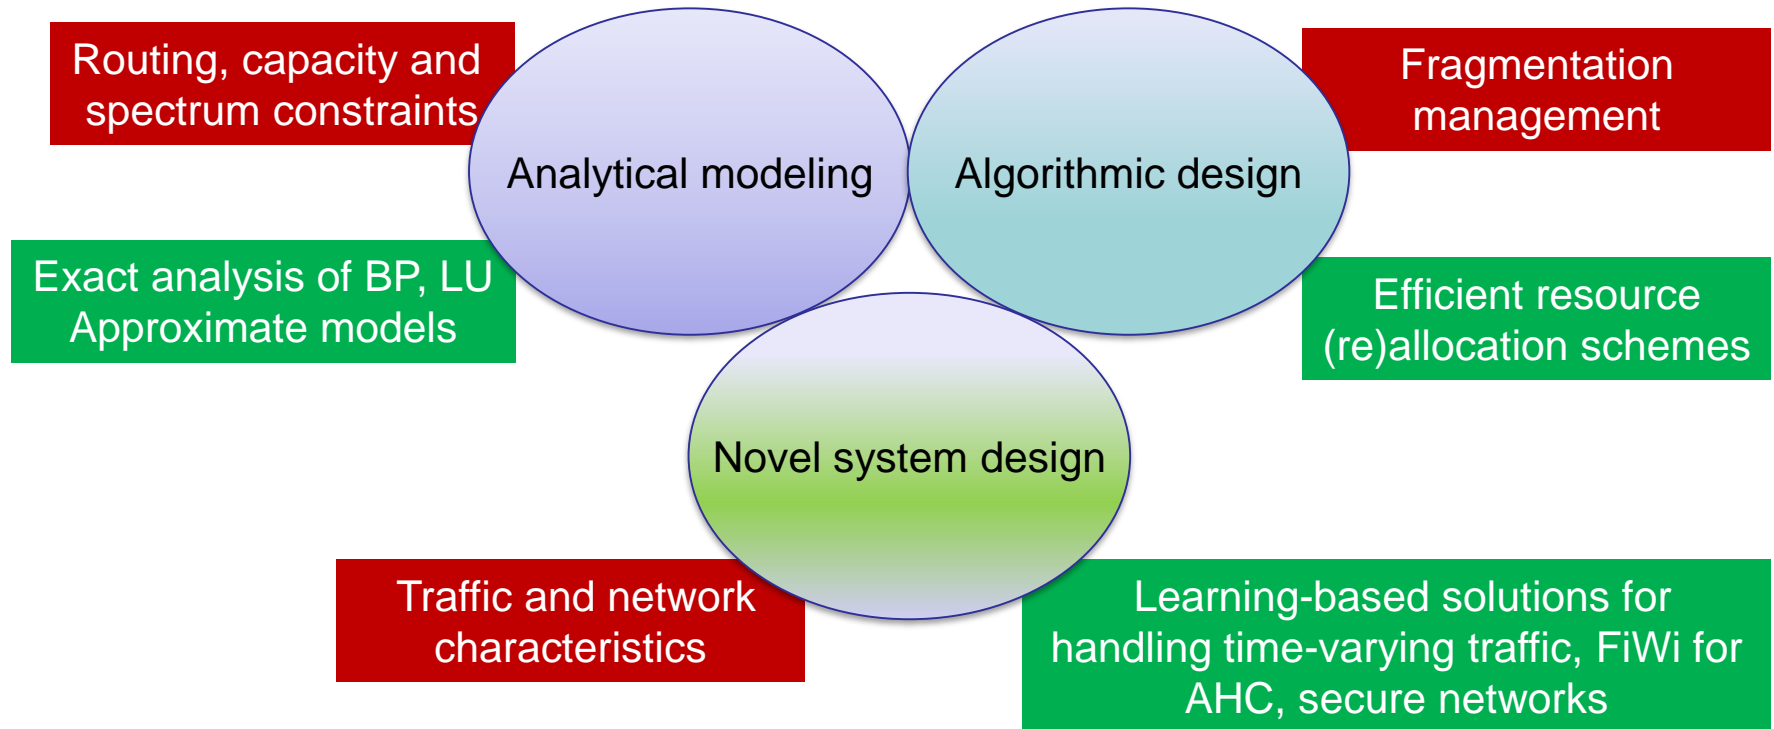 Routing, capacity and
spectrum constraints
Analytical modeling
Exact analysis of BP, LU
Approximate models
Algorithmic design
Fragmentation
management
Efficient resource
(re)allocation schemes
Novel system design
Traffic and network
characteristics
Learning-based solutions for
handling time-varying traffic, FiWi for
AHC, secure networks